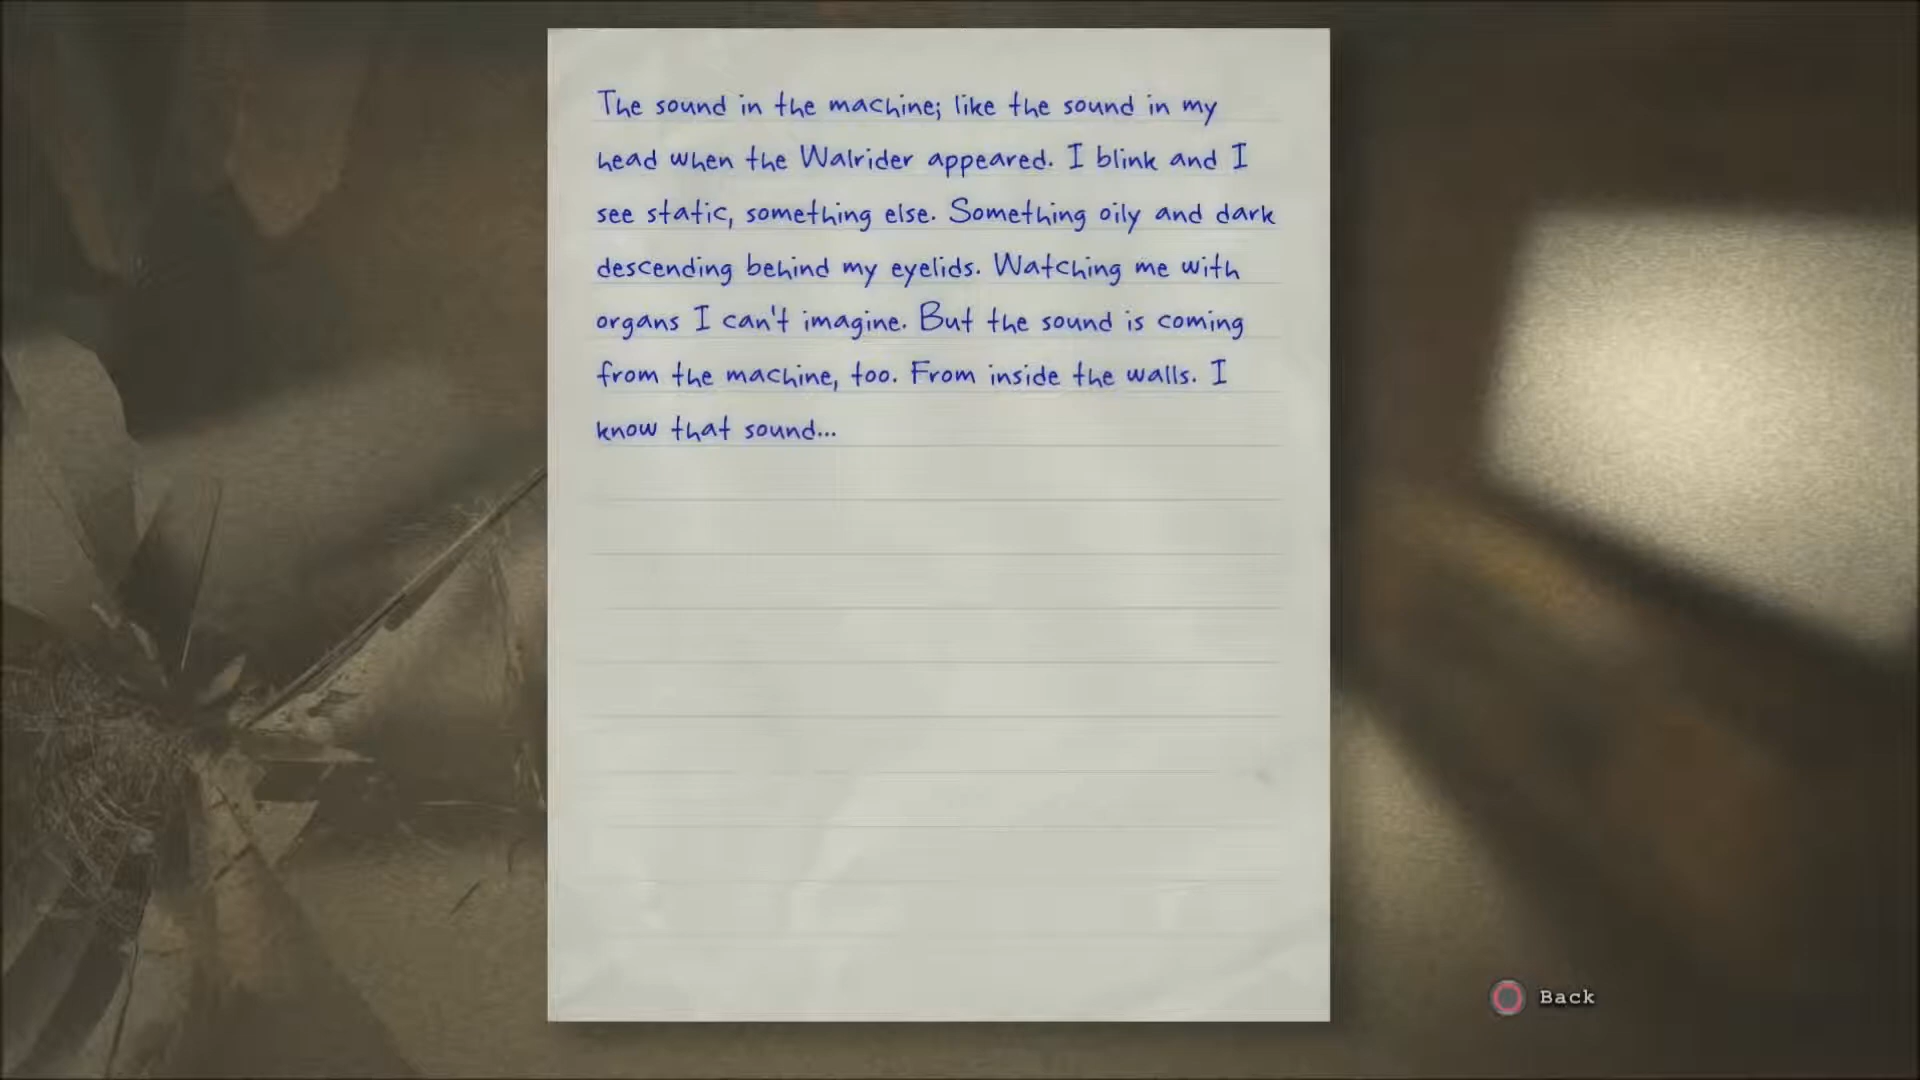 The sound in the machine; like the sound in my
head when the Walrider appeared. I blink and I
see static, something else. Something oily and dark
descending behind my eyelids. Watching me with
organs I can't imagine. But the sound is coming
from the machine, too. From inside the walls. I
know that sound...
Back